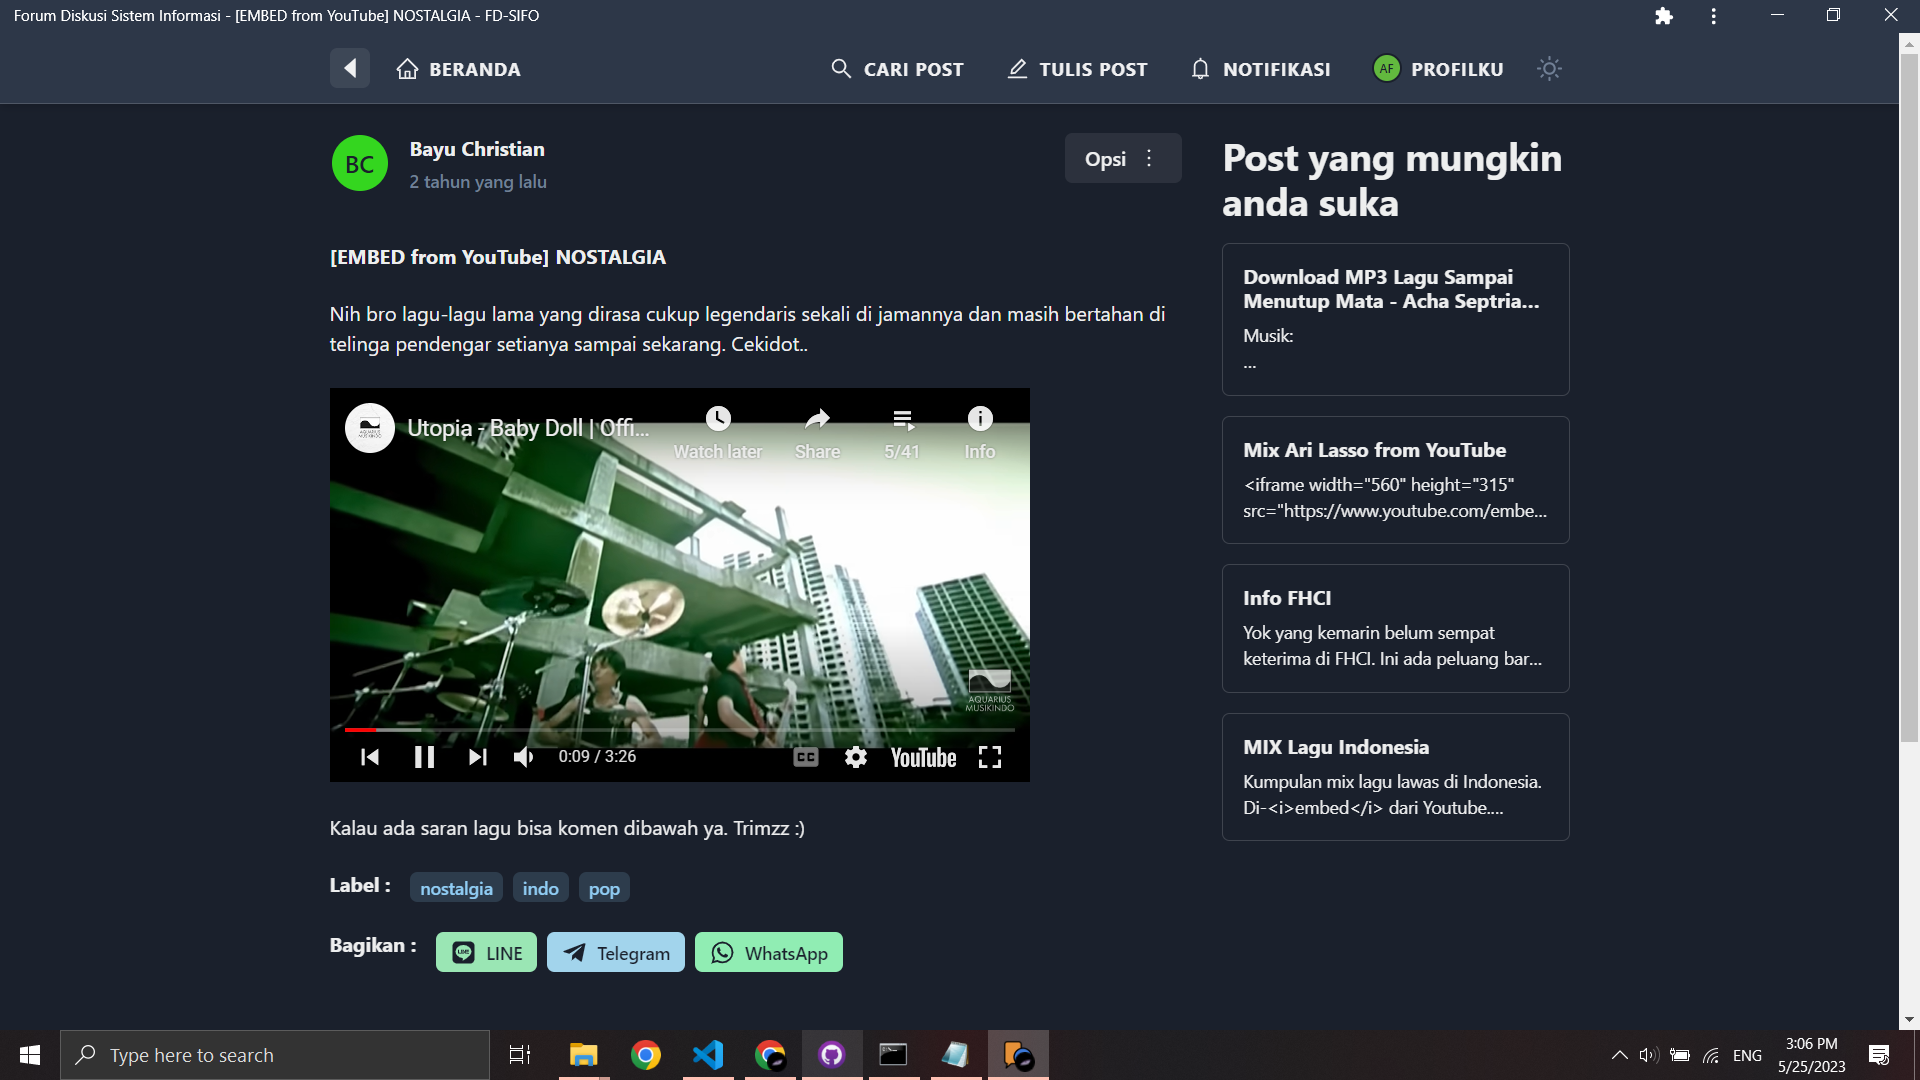 Forum Diskusi Sistem Informasi - [EMBED from YouTube] NOSTALGIA - FD-SIFO
BERANDA
CARI POST
TULIS POST
NOTIFIKASI
AF
PROFILKU
BC
Bayu Christian
2 tahun yang lalu
Opsi
[EMBED from YouTube] NOSTALGIA
Nih bro lagu-lagu lama yang dirasa cukup legendaris sekali di jamannya dan masih bertahan di
telinga pendengar setianya sampai sekarang. Cekidot..
AQUARIUS
MUSIKINDO
Utopia - Baby Doll | Offi...
Watch later
Share
5/41
Info
AQUARIUS
MUSIKINDO
0:09 / 3:26
CC
YouTube
Kalau ada saran lagu bisa komen dibawah ya. Trimzz :)
Label :
nostalgia
indo
pop
Bagikan :
LINE
LINE
Telegram
WhatsApp
Post yang mungkin
anda suka
Download MP3 Lagu Sampai
Menutup Mata - Acha Septria...
Musik:
...
Mix Ari Lasso from YouTube
<iframe width="560" height="315"
src="https://www.youtube.com/embe...
Info FHCI
Yok yang kemarin belum sempat
keterima di FHCI. Ini ada peluang bar...
MIX Lagu Indonesia
Kumpulan mix lagu lawas di Indonesia.
Di-<i>embed</i> dari Youtube....
Type here to search
ENG
3:06 PM
5/25/2023